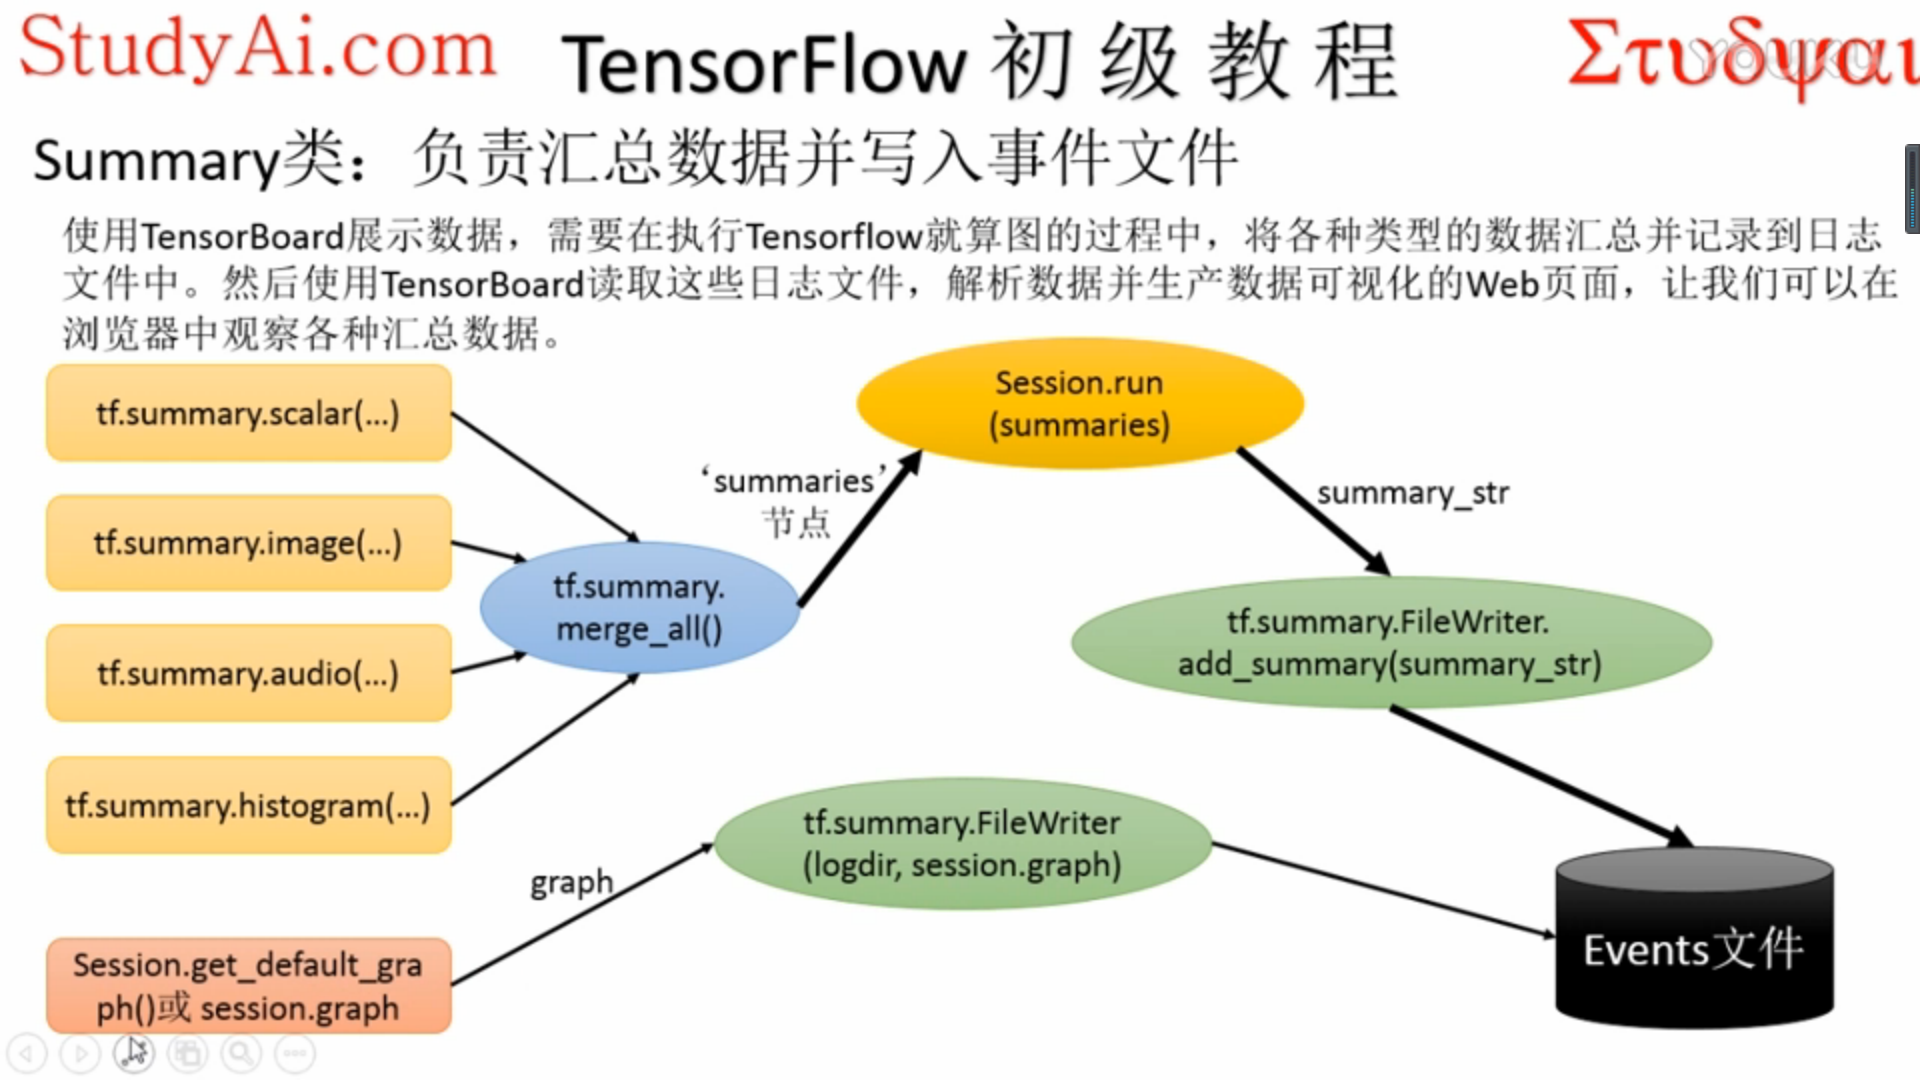 StudyAi.com
TensorFlow 初级教程
Στυδψαι
Summary类：负责汇总数据并写入事件文件
使用TensorBoard展示数据，需要在执行Tensorflow就算图的过程中，将各种类型的数据汇总并记录到日志
文件中。然后使用TensorBoard读取这些日志文件，解析数据并生产数据可视化的Web页面，让我们可以在
浏览器中观察各种汇总数据。
tf.summary.scalar(...)
tf.summary.image(...)
tf.summary.audio(...)
tf.summary.histogram(...)
tf.summary.
merge_all()
‘summaries’
节点
Session.run
(summaries)
summary_str
tf.summary.FileWriter.
add_summary(summary_str)
Session.get_default_gra
ph()或 session.graph
graph
tf.summary.FileWriter
(logdir, session.graph)
Events文件